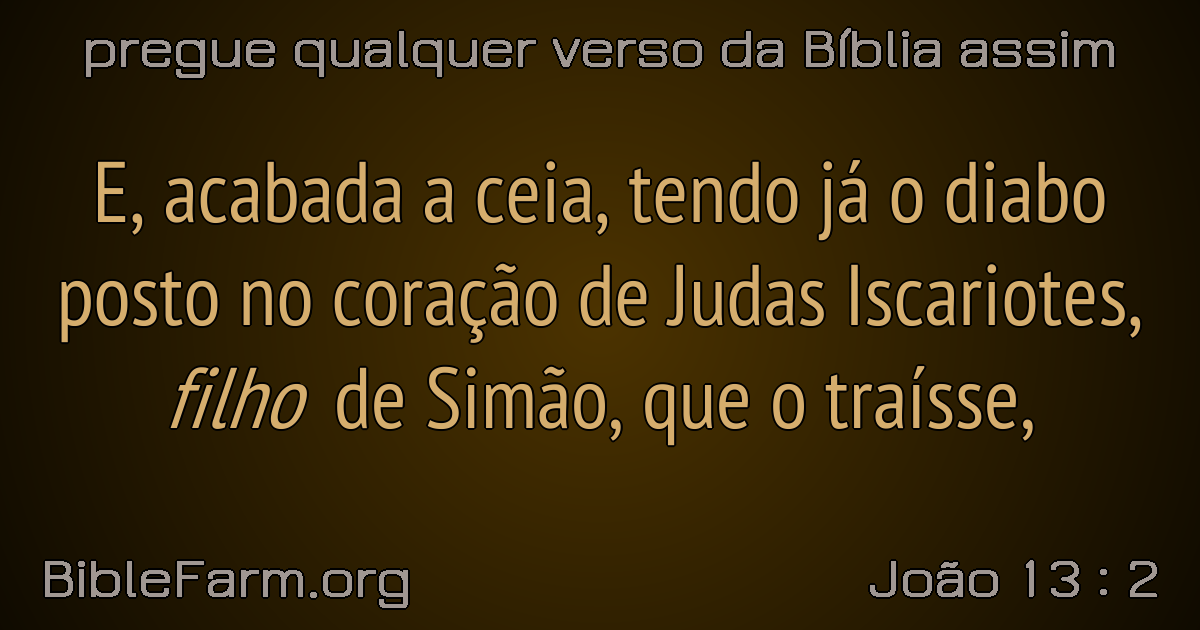 pregue qualquer verso da Bíblia assim
E, acabada a ceia, tendo já o diabo
posto no coração de Judas Iscariotes,
filho de Simão, que o traísse,
BibleFarm.org
João 13 : 2